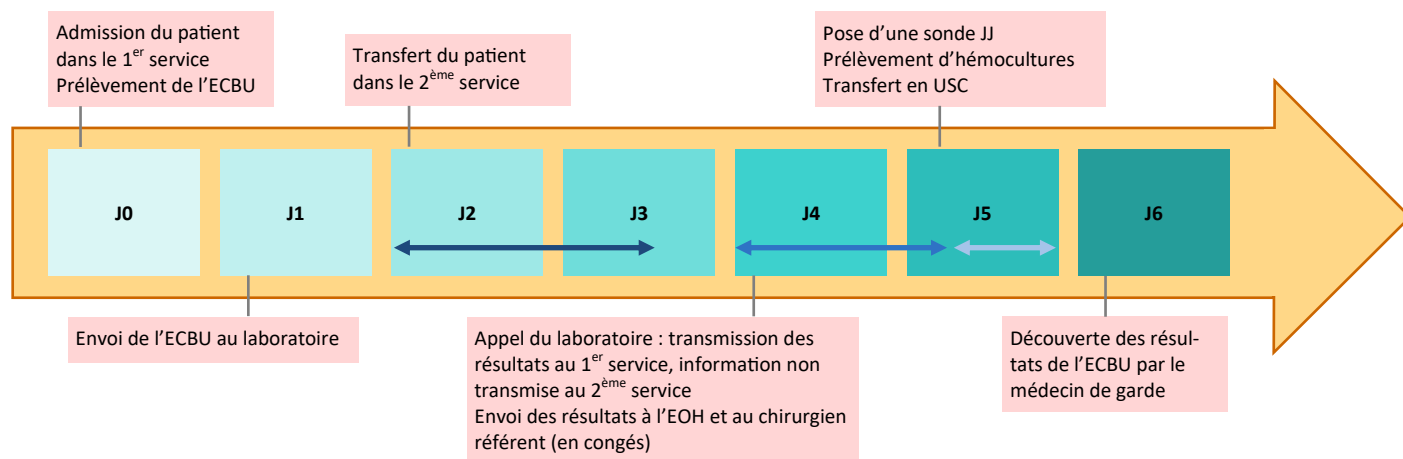 Admission du patient
dans le 1er service
Prélèvement de l'ECBU
Transfert du patient
dans le 2ème service
Pose d'une sonde JJ
Prélèvement d'hémocultures
Transfert en USC
J0
J1
J2
J3
J4
J5
J6
Envoi de l'ECBU au laboratoire
Appel du laboratoire : transmission des
résultats au 1er service, information non
transmise au 2ème service
Envoi des résultats à l'EOH et au chirurgien
référent (en congés)
Découverte des résul-
tats de l'ECBU par le
médecin de garde